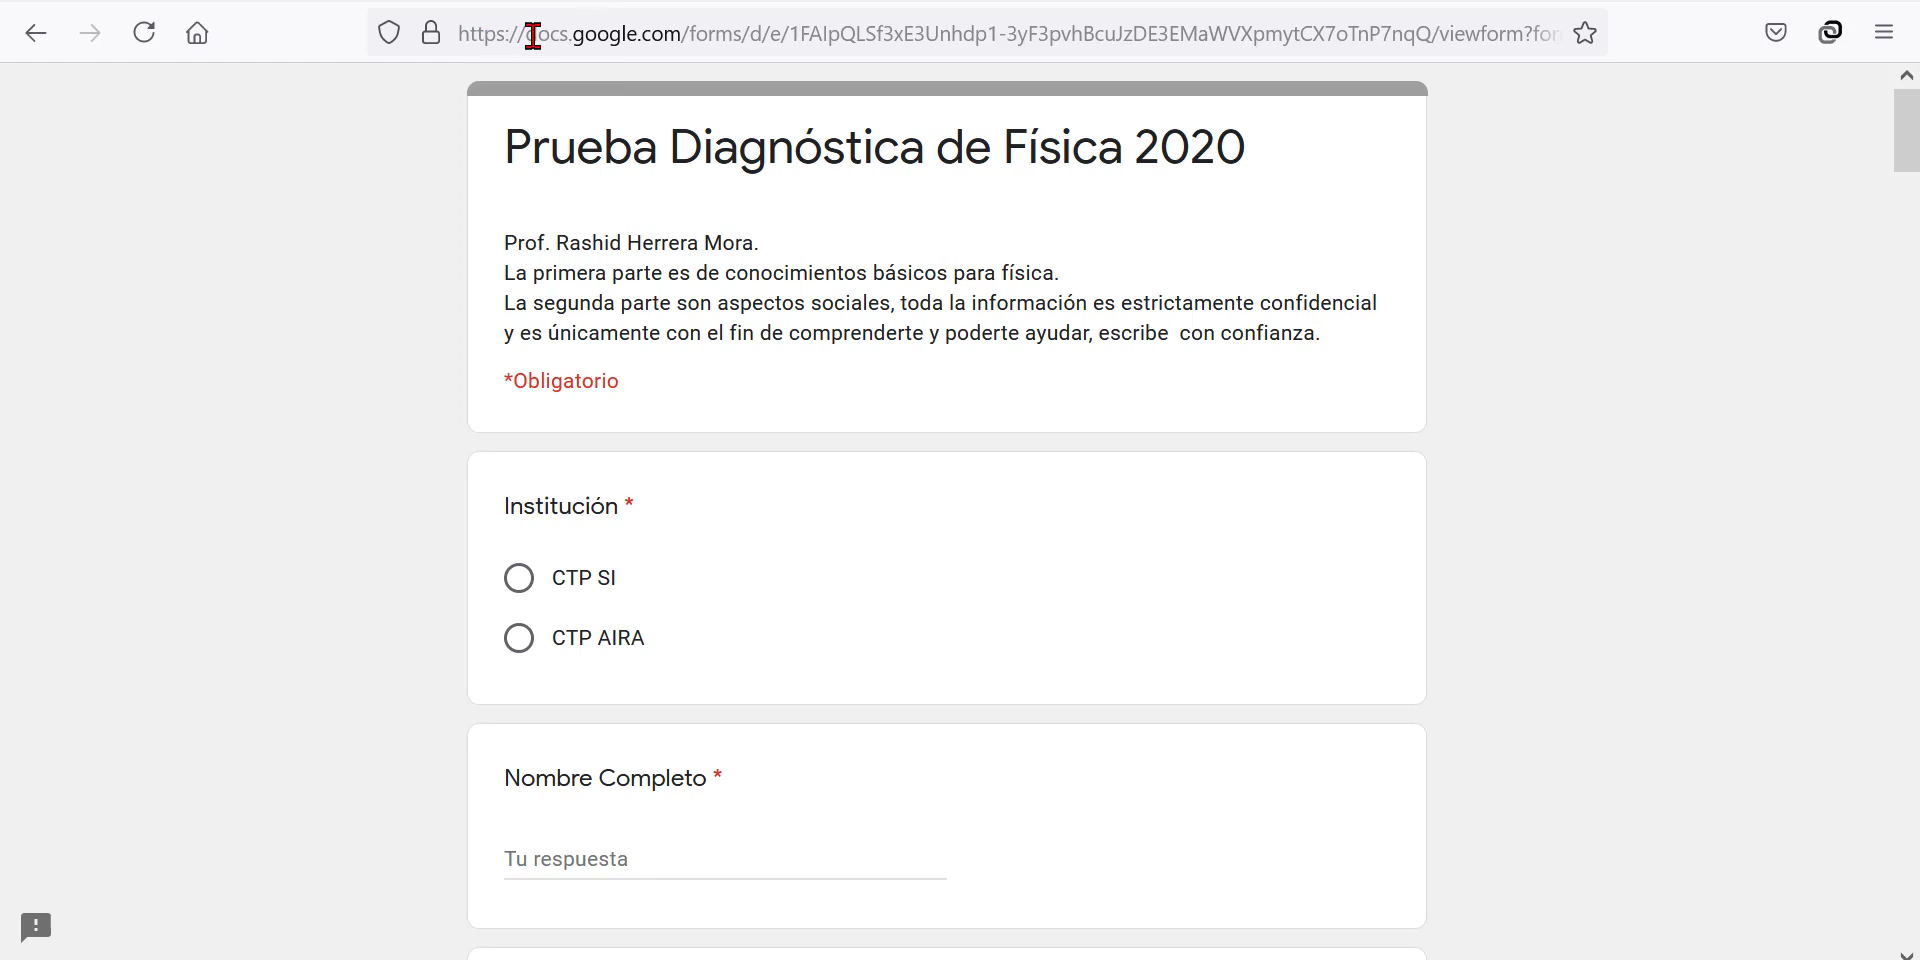 https://docs.google.com/forms/d/e/1FAIpQLSf3xE3Unhdp1-3yF3pvhBcuJzDE3EMaWVXpmytCX7oTnP7nqQ/viewform?for
Prueba Diagnóstica de Física 2020
Prof. Rashid Herrera Mora.
La primera parte es de conocimientos básicos para física.
La segunda parte son aspectos sociales, toda la información es estrictamente confidencial
y es únicamente con el fin de comprenderte y poderte ayudar, escribe  con confianza.
*Obligatorio
Institución *
CTP SI
CTP AIRA
Nombre Completo *
Tu respuesta